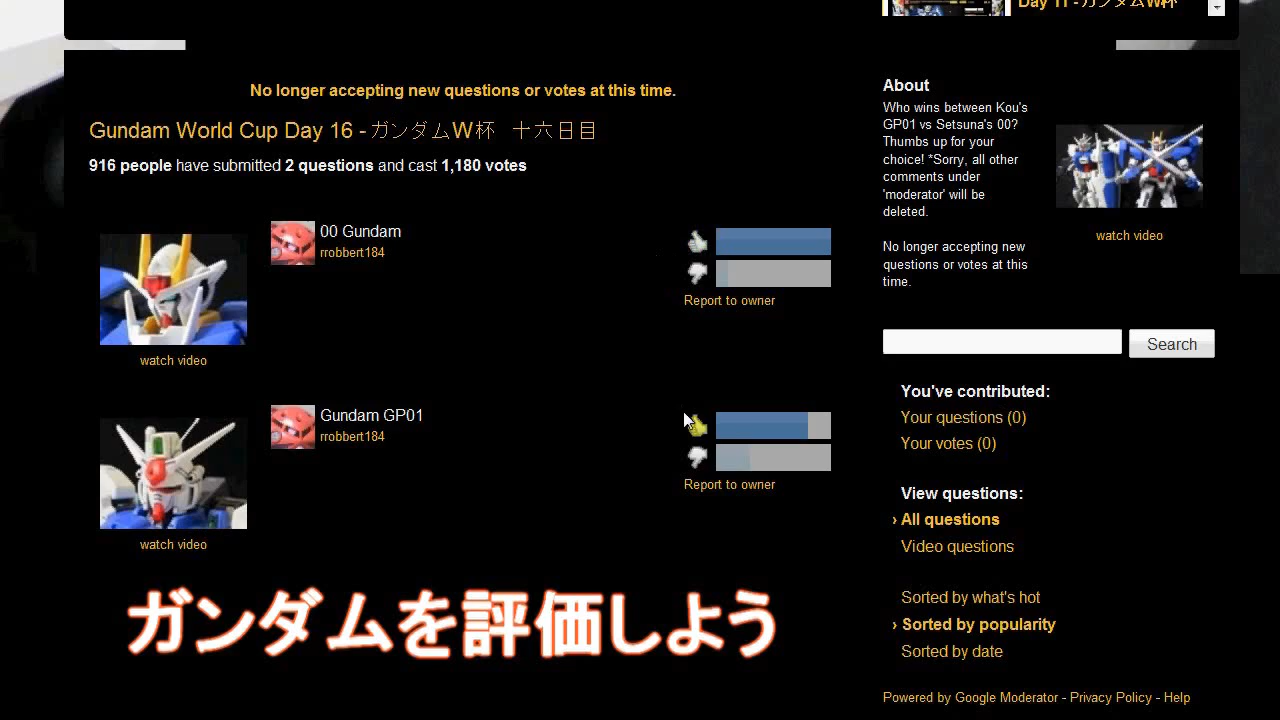 Day 11 - ガンダムW杯
No longer accepting new questions or votes at this time.
Gundam World Cup Day 16 - ガンダムW杯 十六日目
916 people have submitted 2 questions and cast 1,180 votes
00 Gundam
rrobbert184
watch video
Report to owner
Gundam GP01
rrobbert184
watch video
Report to owner
ガンダムを評価しよう
About
Who wins between Kou's
GP01 vs Setsuna's 00?
Thumbs up for your
choice! *Sorry, all other
comments under
'moderator' will be
deleted.
No longer accepting new
questions or votes at this
time.
watch video
Search
You've contributed:
Your questions (0)
Your votes (0)
View questions:
› All questions
Video questions
Sorted by what's hot
› Sorted by popularity
Sorted by date
Powered by Google Moderator - Privacy Policy - Help